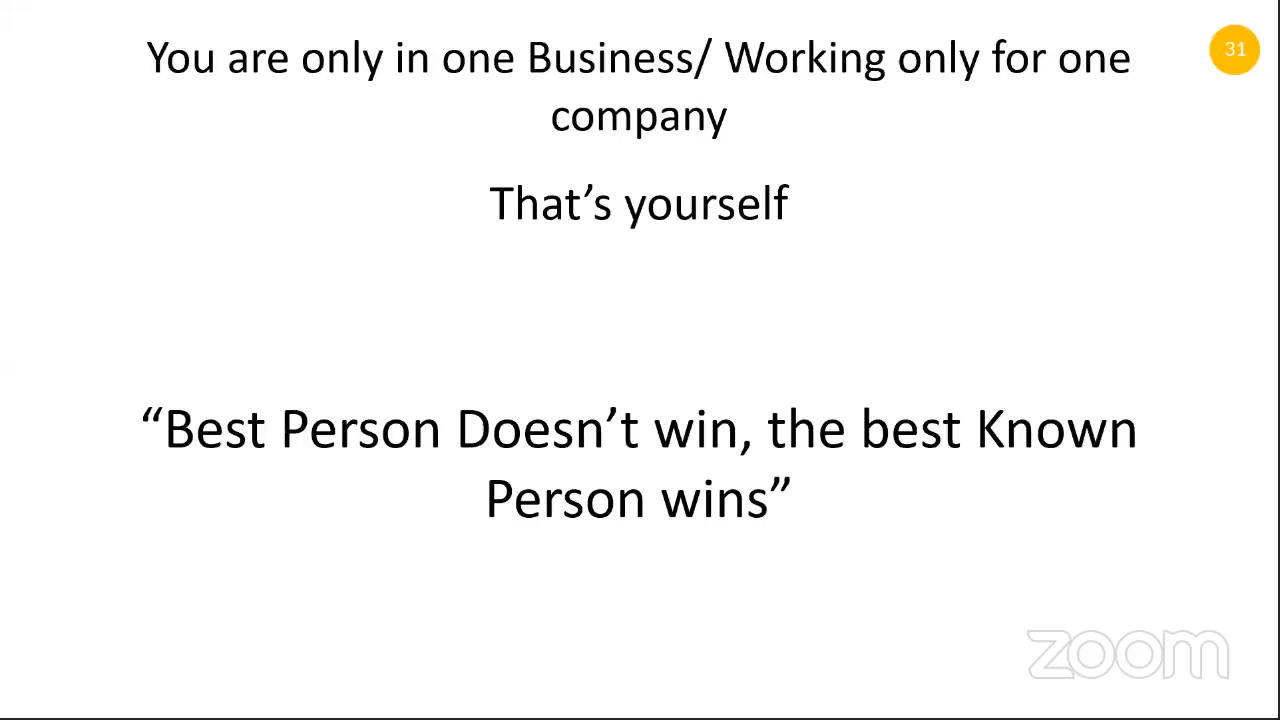 You are only in one Business/ Working only for one
31
company
That’s yourself
“Best Person Doesn’t win, the best Known
Person wins”
zoom